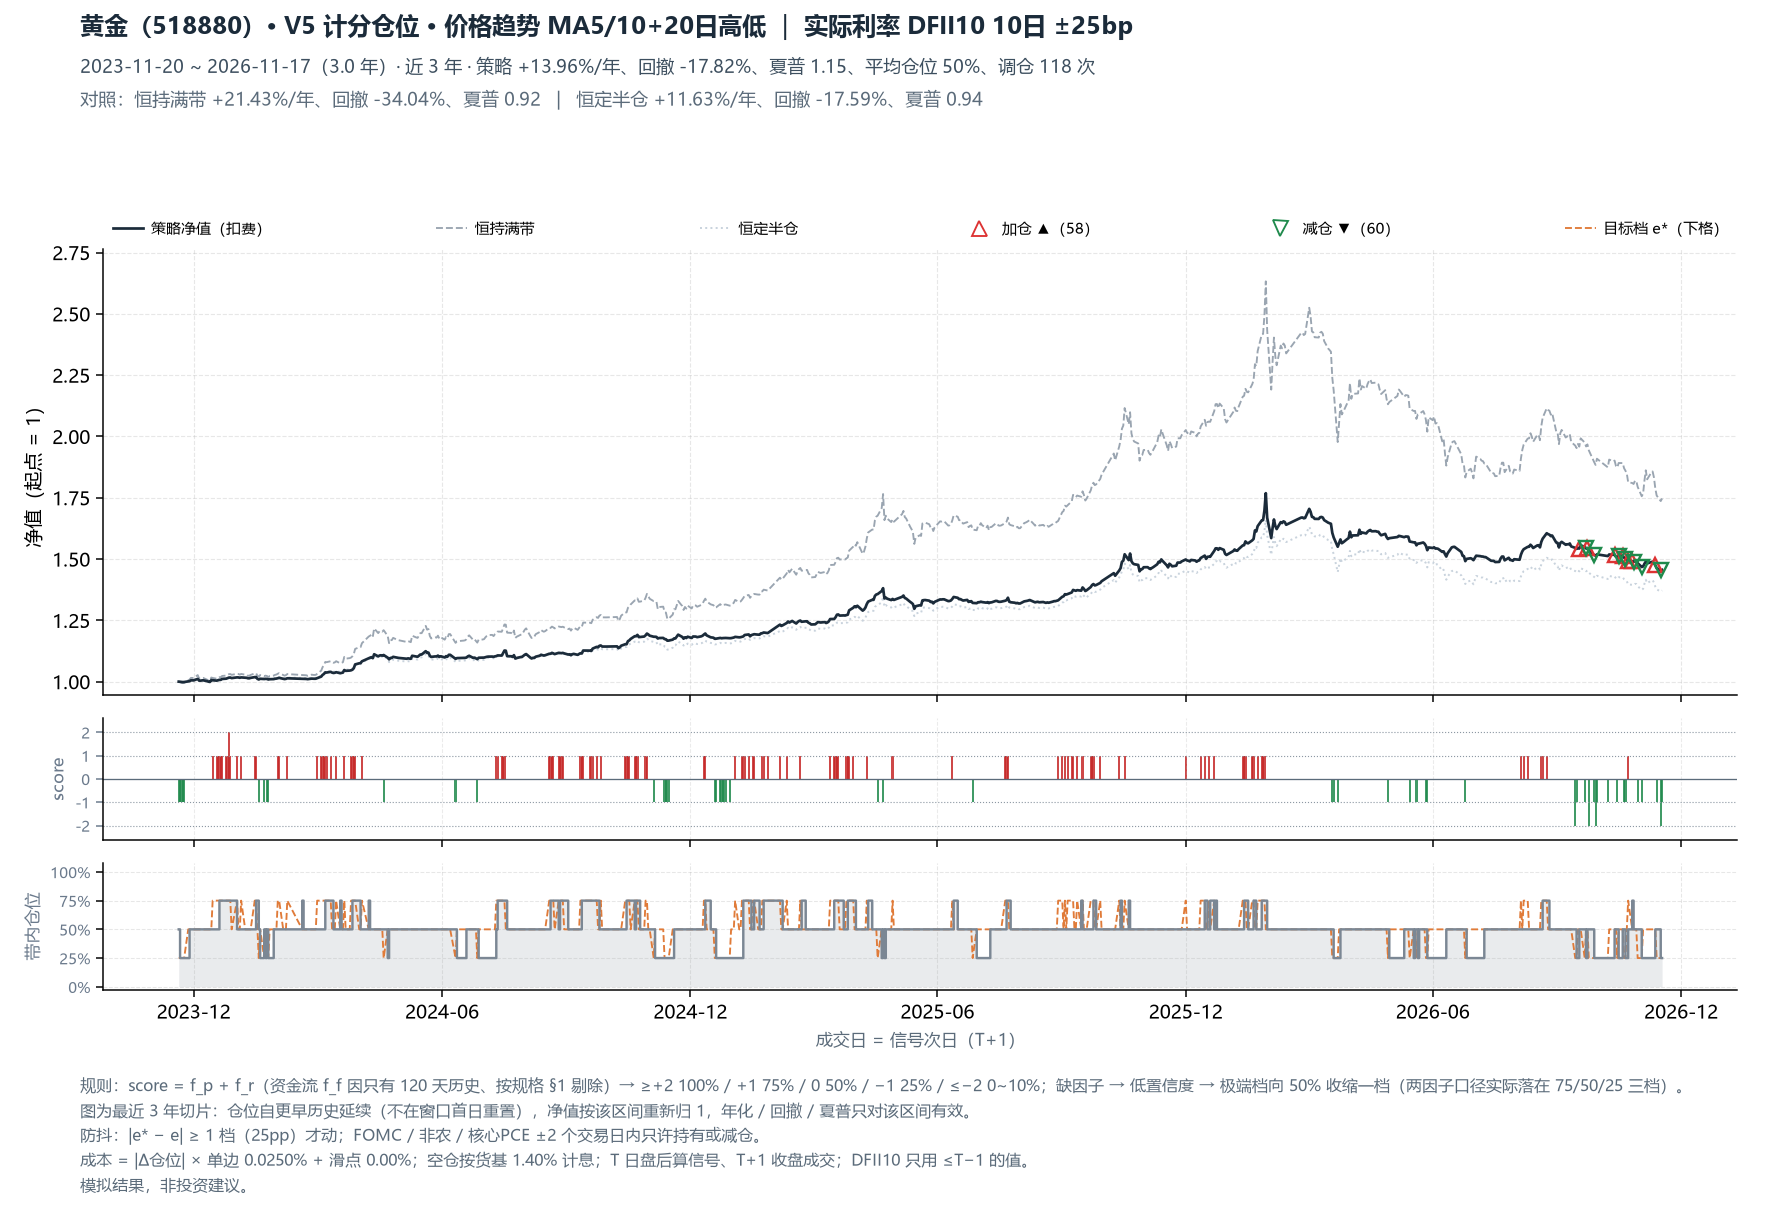 黄金（518880）• V5 计分仓位 • 价格趋势 MA5/10+20日高低 ｜ 实际利率 DFII10 10日 ±25bp
2023-11-20 ~ 2026-11-17（3.0 年）· 近 3 年 · 策略 +13.96%/年、回撤 -17.82%、夏普 1.15、平均仓位 50%、调仓 118 次
对照：恒持满带 +21.43%/年、回撤 -34.04%、夏普 0.92 ｜ 恒定半仓 +11.63%/年、回撤 -17.59%、夏普 0.94
策略净值（扣费） 恒持满带 恒定半仓 加仓 ▲（58） 减仓 ▼（60） 目标档 e*（下格）
净值（起点 = 1）
2.75
2.50
2.25
2.00
1.75
1.50
1.25
1.00
score
2
1
0
-1
-2
带内仓位
100%
75%
50%
25%
0%
2023-12 2024-06 2024-12 2025-06 2025-12 2026-06 2026-12
成交日 = 信号次日（T+1）
规则：score = f_p + f_r（资金流 f_f 因只有 120 天历史、按规格 §1 剔除）→ ≥+2 100% / +1 75% / 0 50% / −1 25% / ≤−2 0~10%；缺因子 → 低置信度 → 极端档向 50% 收缩一档（两因子口径实际落在 75/50/25 三档）。
图为最近 3 年切片：仓位自更早历史延续（不在窗口首日重置），净值按该区间重新归 1，年化 / 回撤 / 夏普只对该区间有效。
防抖：|e* − e| ≥ 1 档（25pp）才动；FOMC / 非农 / 核心PCE ±2 个交易日内只许持有或减仓。
成本 = |Δ仓位| × 单边 0.0250% + 滑点 0.00%；空仓按货基 1.40% 计息；T 日盘后算信号、T+1 收盘成交；DFII10 只用 ≤T−1 的值。
模拟结果，非投资建议。